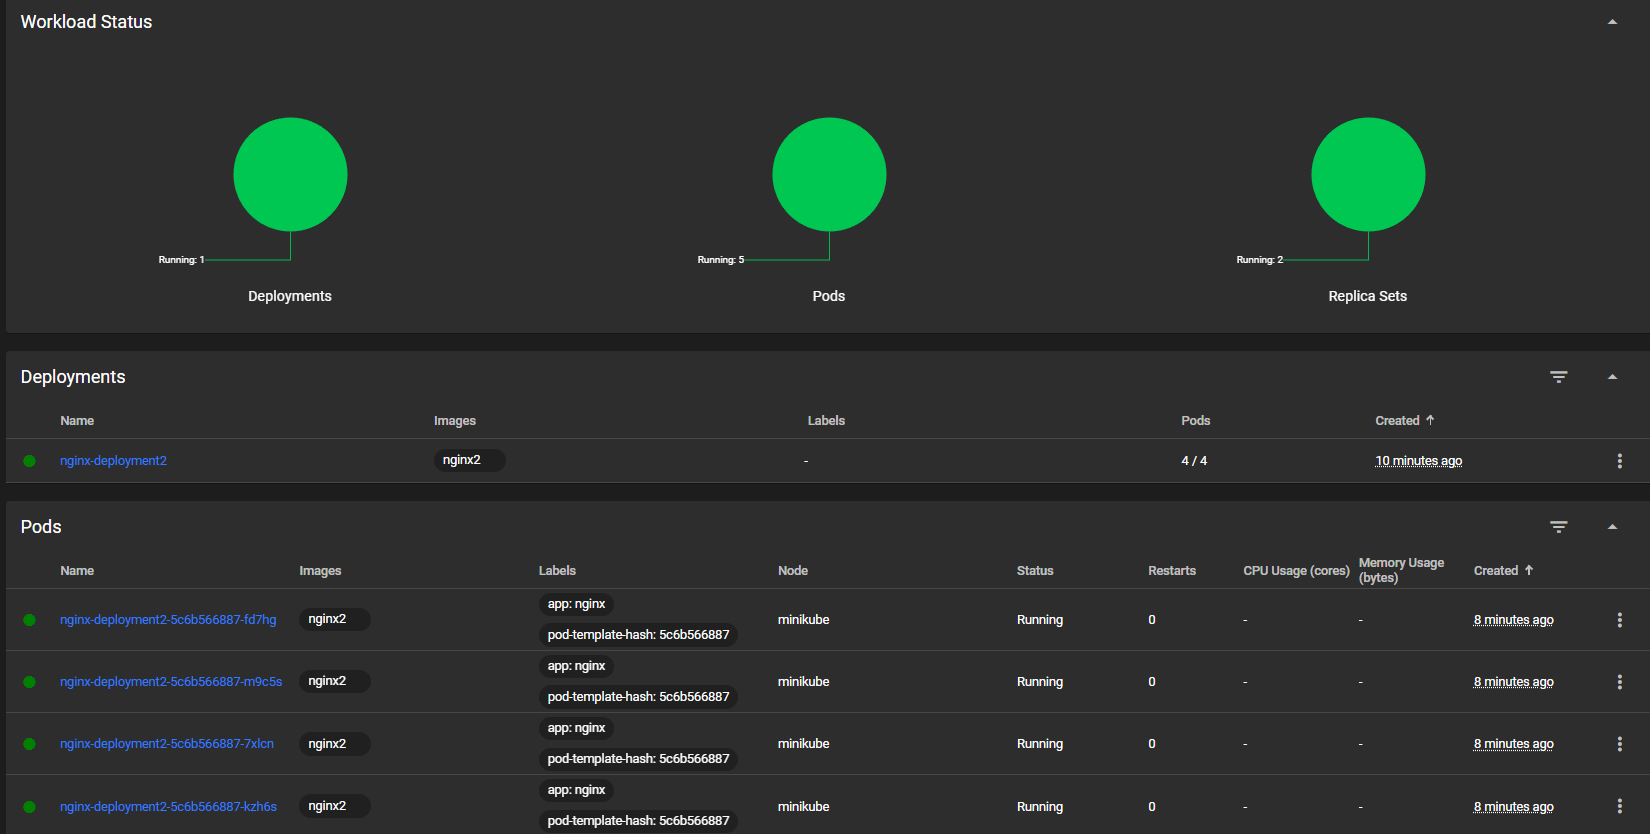 Workload Status
Running: 1
Running: 5
Running: 2
Deployments
Pods
Replica Sets
Deployments
Name Images Labels Pods Created
nginx-deployment2 nginx2 - 4 / 4 10 minutes ago
Pods
Name Images Labels Node Status Restarts CPU Usage (cores) Memory Usage (bytes) Created
nginx-deployment2-5c6b566887-fd7hg nginx2 app: nginx minikube Running 0 - - 8 minutes ago
pod-template-hash: 5c6b566887
nginx-deployment2-5c6b566887-m9c5s nginx2 app: nginx minikube Running 0 - - 8 minutes ago
pod-template-hash: 5c6b566887
nginx-deployment2-5c6b566887-7xlcn nginx2 app: nginx minikube Running 0 - - 8 minutes ago
pod-template-hash: 5c6b566887
nginx-deployment2-5c6b566887-kzh6s nginx2 app: nginx minikube Running 0 - - 8 minutes ago
pod-template-hash: 5c6b566887